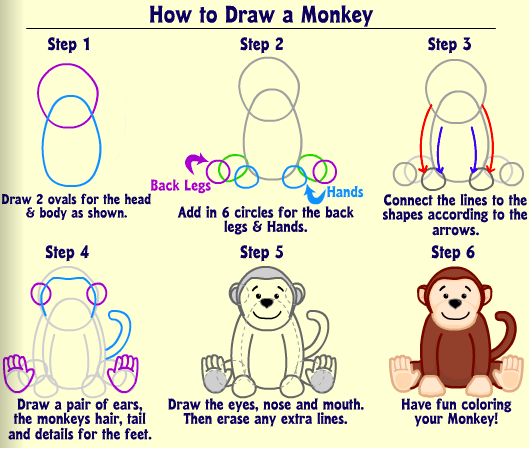 How to Draw a Monkey
Step 1
Draw 2 ovals for the head
& body as shown.
Step 2
Back Legs
Hands
Add in 6 circles for the back
legs & Hands.
Step 3
Connect the lines to the
shapes according to the
arrows.
Step 4
Draw a pair of ears,
the monkeys hair, tail
and details for the feet.
Step 5
Draw the eyes, nose and mouth.
Then erase any extra lines.
Step 6
Have fun coloring
your Monkey!